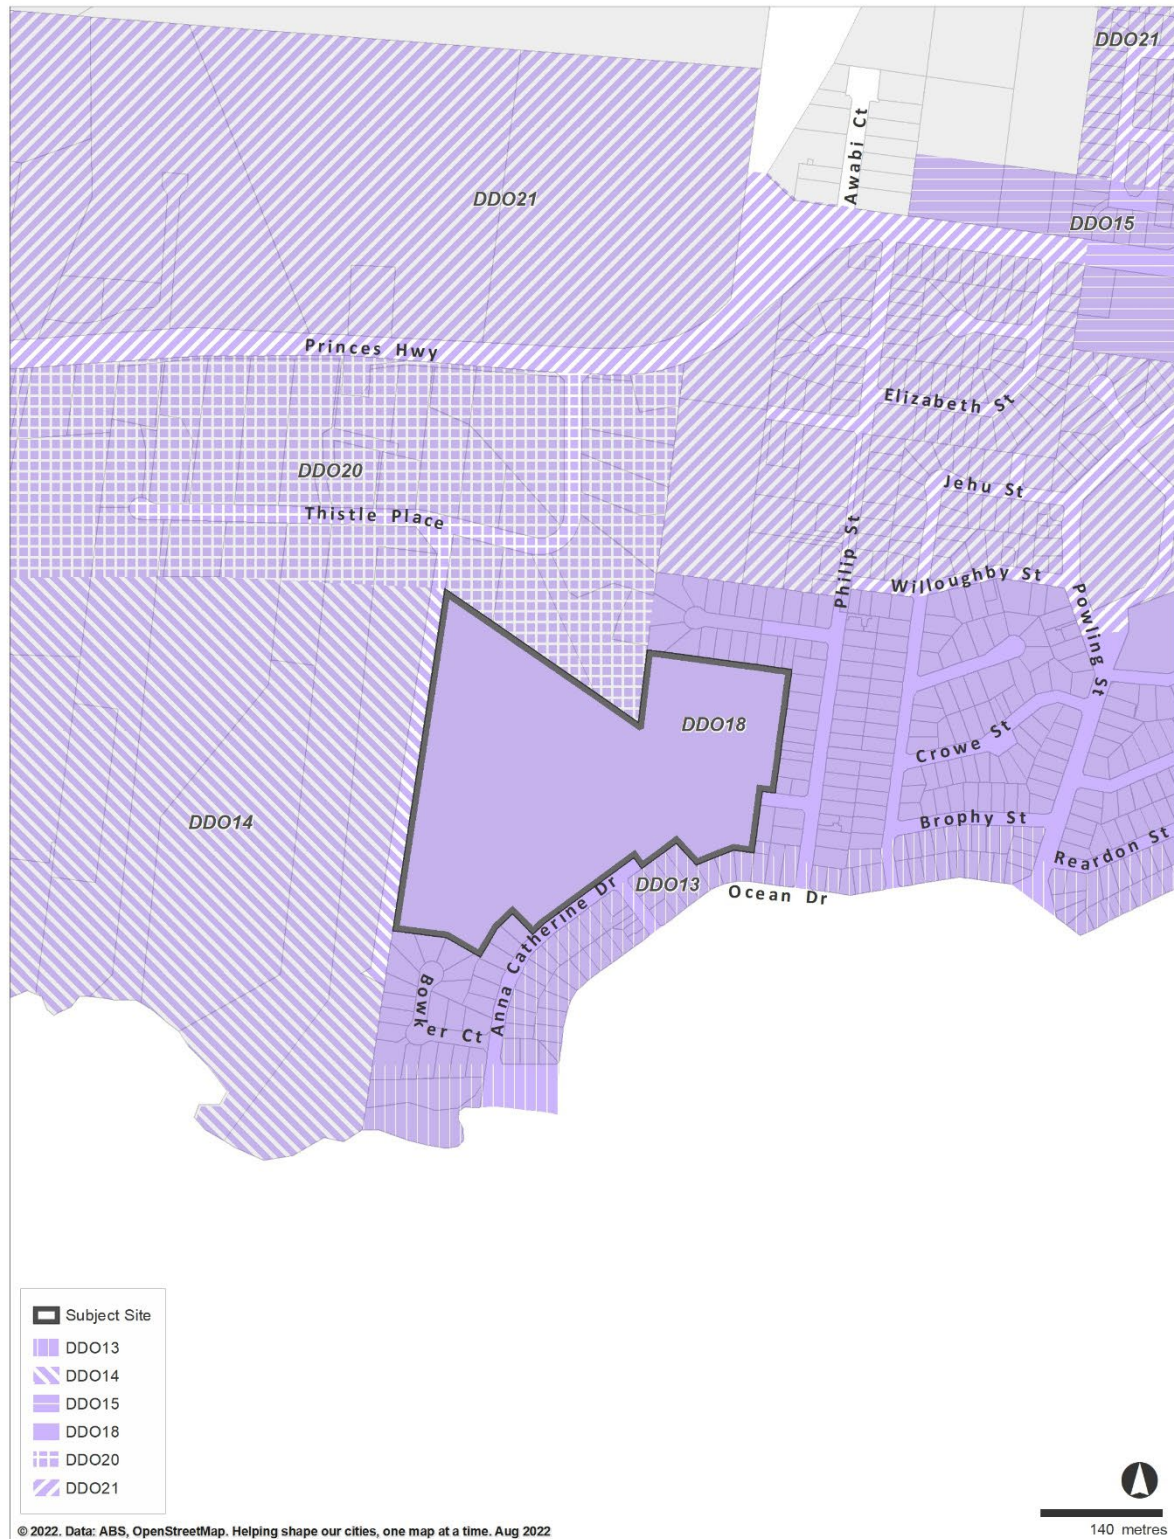 DDO21
Awabi Ct
DDO21
DDO15
Princes Hwy
Elizabeth St
DDO20
Jehu St
Thistle Place
Philip St
Willoughby St
Powling St
DDO18
Crowe St
DDO14
Brophy St
Reardon St
DDO13
Ocean Dr
Anna Catherine Dr
Bowker Ct
Subject Site
DDO13
DDO14
DDO15
DDO18
DDO20
DDO21
140 metres
© 2022. Data: ABS, OpenStreetMap. Helping shape our cities, one map at a time. Aug 2022